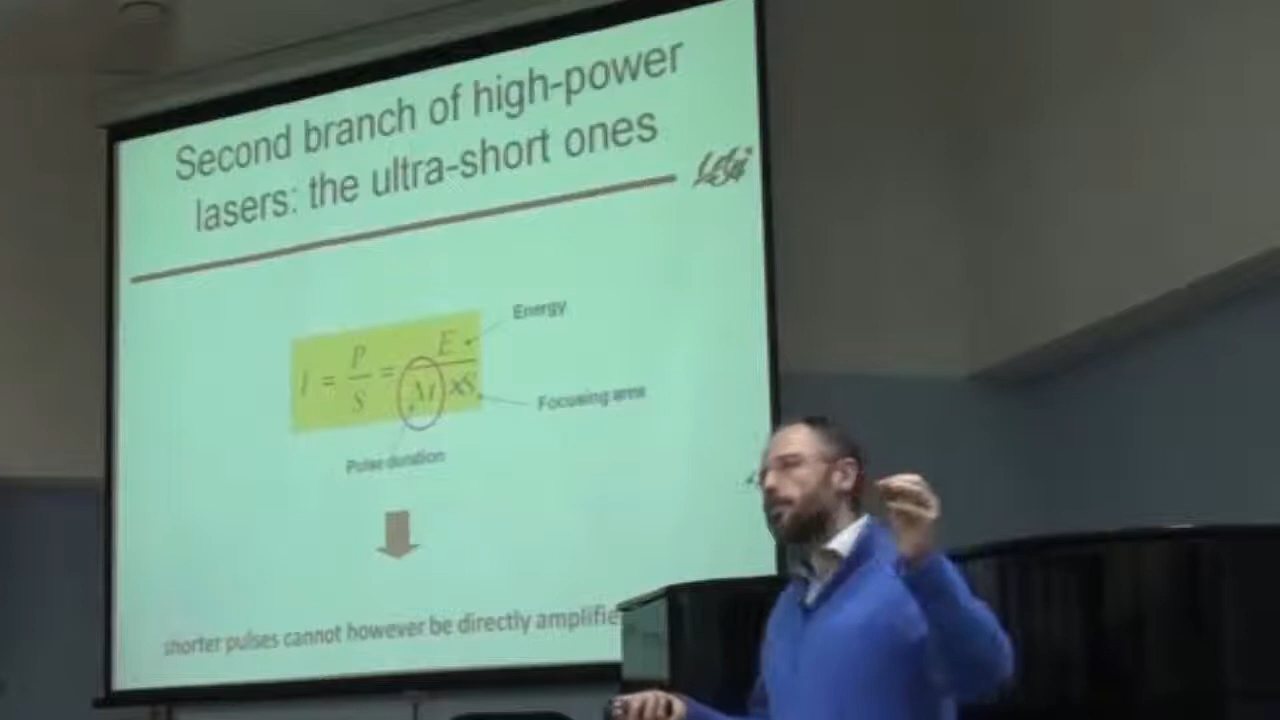 Second branch of high-power
lasers: the ultra-short ones
Energy
I = P/S = E/Δt×S
Focusing area
Pulse duration
shorter pulses cannot however be directly amplifie